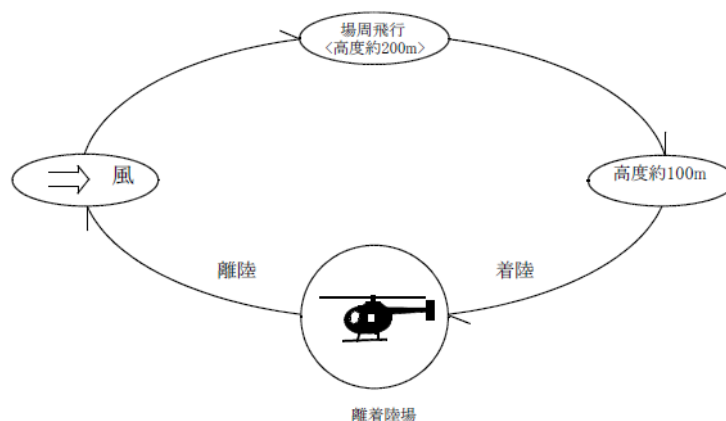 場周飛行
<高度約200m>
風
高度約100m
離陸
着陸
離着陸場